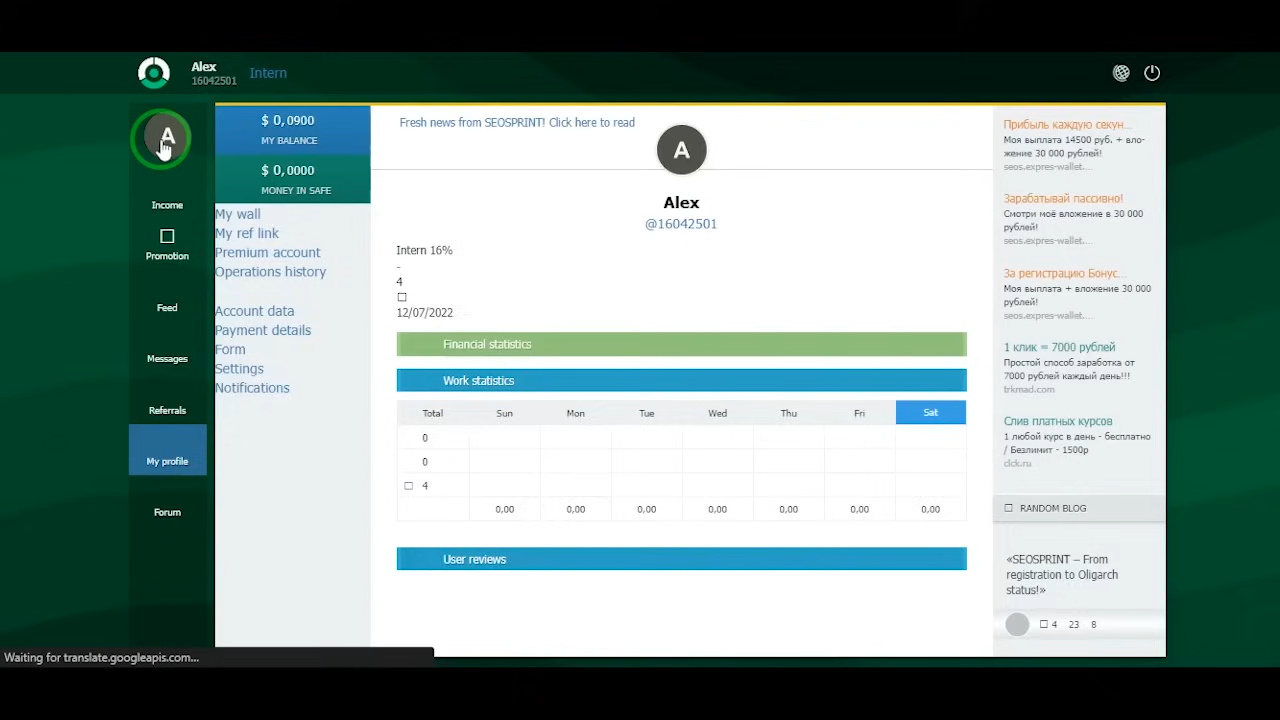 Alex
16042501
Intern
A
Income
Promotion
Feed
Messages
Referrals
My profile
Forum
$ 0,0900
MY BALANCE
$ 0,0000
MONEY IN SAFE
My wall
My ref link
Premium account
Operations history
Account data
Payment details
Form
Settings
Notifications
Fresh news from SEOSPRINT! Click here to read
A
Alex
@16042501
Intern 16%
-
4
12/07/2022
Financial statistics
Work statistics
Total Sun Mon Tue Wed Thu Fri Sat
0
0
4
0,00 0,00 0,00 0,00 0,00 0,00 0,00
User reviews
Прибыль каждую секун...
Моя выплата 14500 руб. + вло-
жение 30 000 рублей!
seos.expres-wallet....
Зарабатывай пассивно!
Смотри моё вложение в 30 000
рублей!
seos.expres-wallet....
За регистрацию Бонус...
Моя выплата + вложение 30 000
рублей!
seos.expres-wallet....
1 клик = 7000 рублей
Простой способ заработка от
7000 рублей каждый день!!!
trkmad.com
Слив платных курсов
1 любой курс в день - бесплатно
/ Безлимит - 1500р
clck.ru
RANDOM BLOG
«SEOSPRINT – From
registration to Oligarch
status!»
4 23 8
Waiting for translate.googleapis.com...